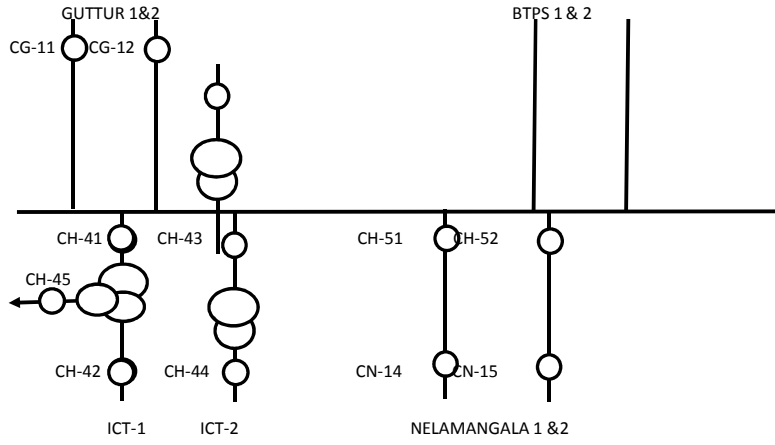 GUTTUR 1&2
BTPS 1 & 2
CG-11
CG-12
CH-41
CH-43
CH-51
CH-52
CH-45
CH-42
CH-44
CN-14
CN-15
ICT-1
ICT-2
NELAMANGALA 1 &2